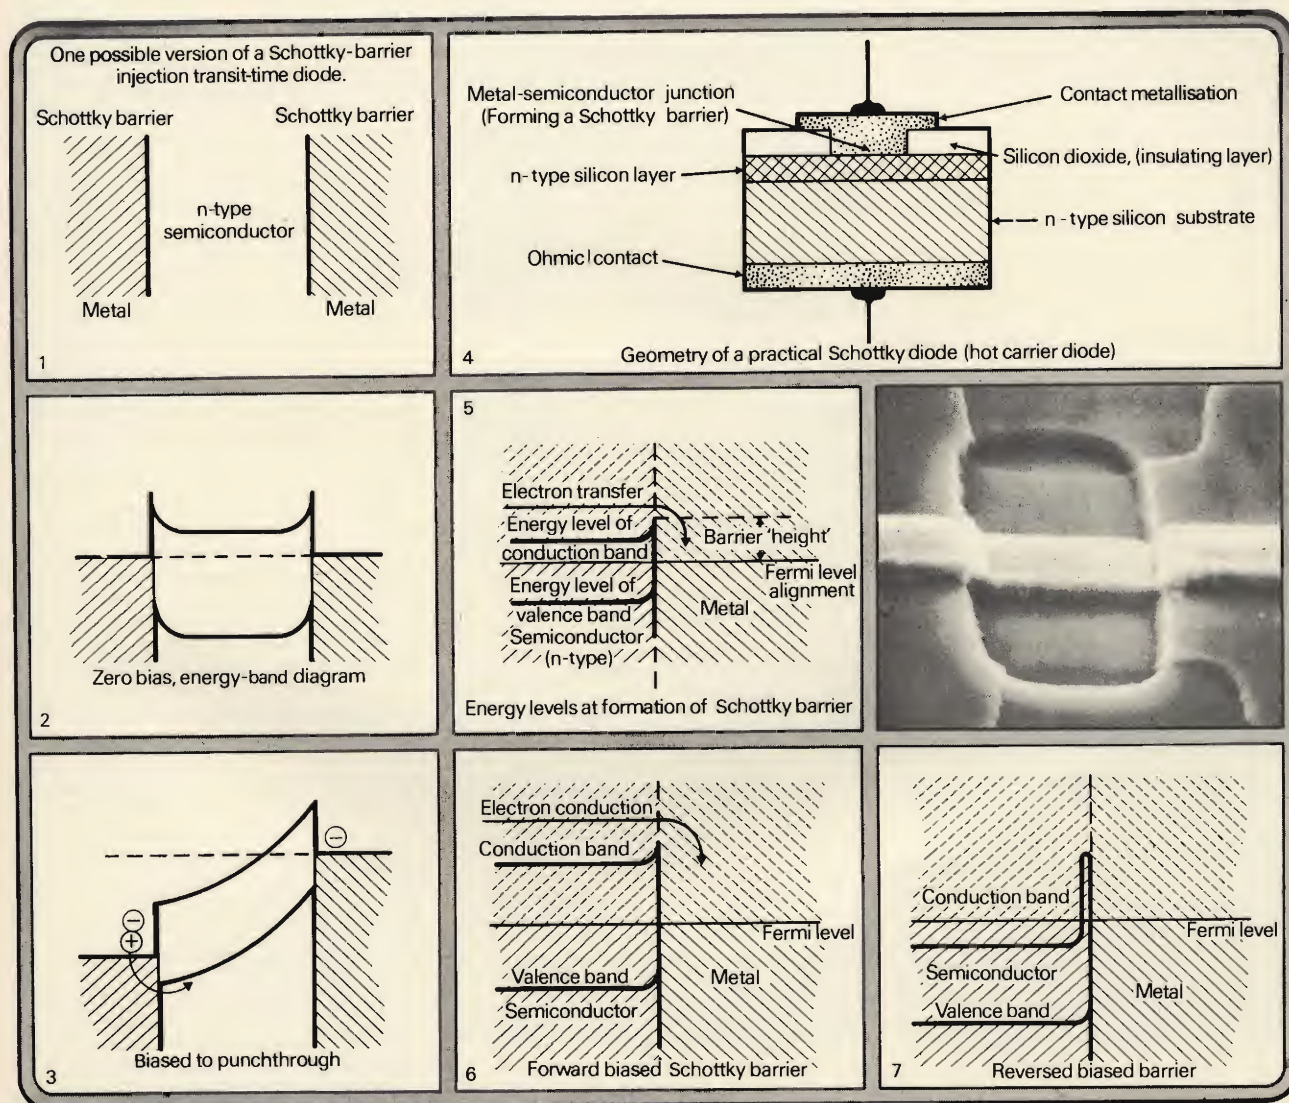 One possible version of a Schottky-barrier
injection transit-time diode.
Schottky barrier
Schottky barrier
n-type
semiconductor
Metal
Metal
1
Metal-semiconductor junction
(Forming a Schottky barrier)
Contact metallisation
Silicon dioxide, (insulating layer)
n-type silicon layer
n-type silicon substrate
Ohmic contact
4
Geometry of a practical Schottky diode (hot carrier diode)
Zero bias, energy-band diagram
2
5
Electron transfer
Energy level of
conduction band
Barrier 'height'
Fermi level
alignment
Energy level of
valence band
Metal
Semiconductor
(n-type)
Energy levels at formation of Schottky barrier
⊖
⊖
⊕
Biased to punchthrough
3
Electron conduction
Conduction band
Fermi level
Valence band
Metal
Semiconductor
6
Forward biased Schottky barrier
Conduction band
Fermi level
Semiconductor
Metal
Valence band
7
Reversed biased barrier